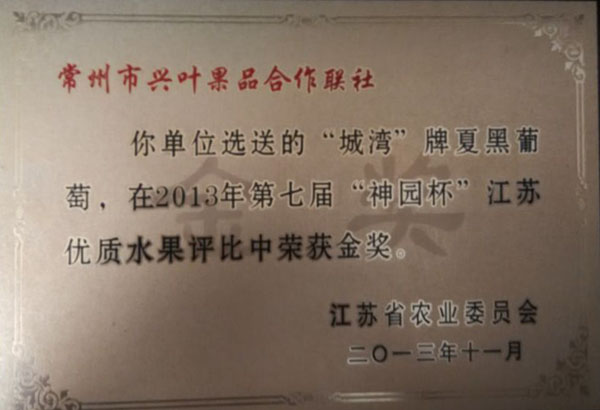 常州市兴叶果品合作联社
你单位选送的“城湾”牌夏黑葡
萄，在2013年第七届“神园杯”江苏
优质水果评比中荣获金奖。
金奖
江苏省农业委员会
二〇一三年十一月